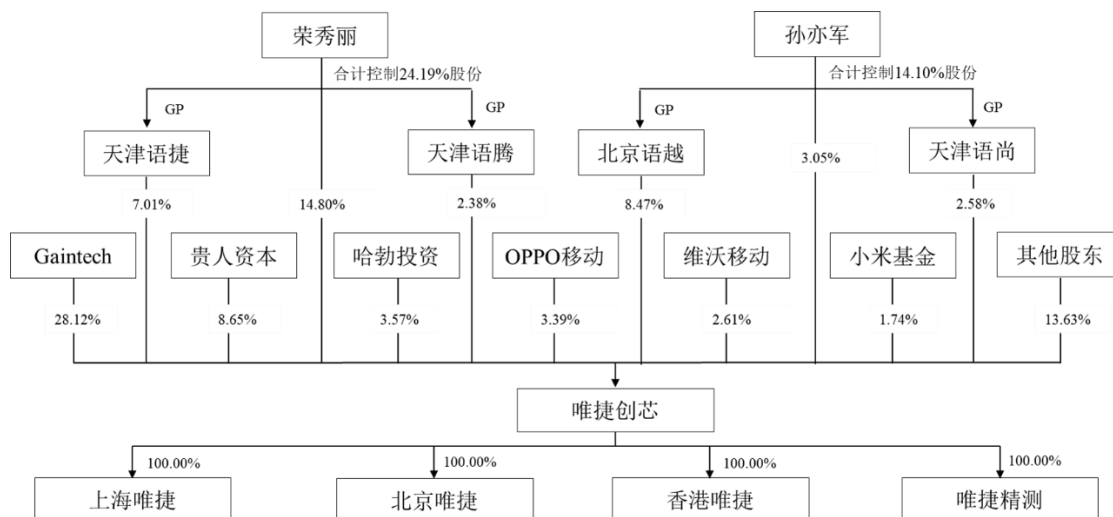 荣秀丽
孙亦军
合计控制24.19%股份
合计控制14.10%股份
GP
GP
GP
GP
天津语捷
天津语腾
北京语越
3.05%
天津语尚
7.01%
14.80%
2.38%
8.47%
2.58%
Gaintech
贵人资本
哈勃投资
OPPO移动
维沃移动
小米基金
其他股东
28.12%
8.65%
3.57%
3.39%
2.61%
1.74%
13.63%
唯捷创芯
100.00%
100.00%
100.00%
100.00%
上海唯捷
北京唯捷
香港唯捷
唯捷精测